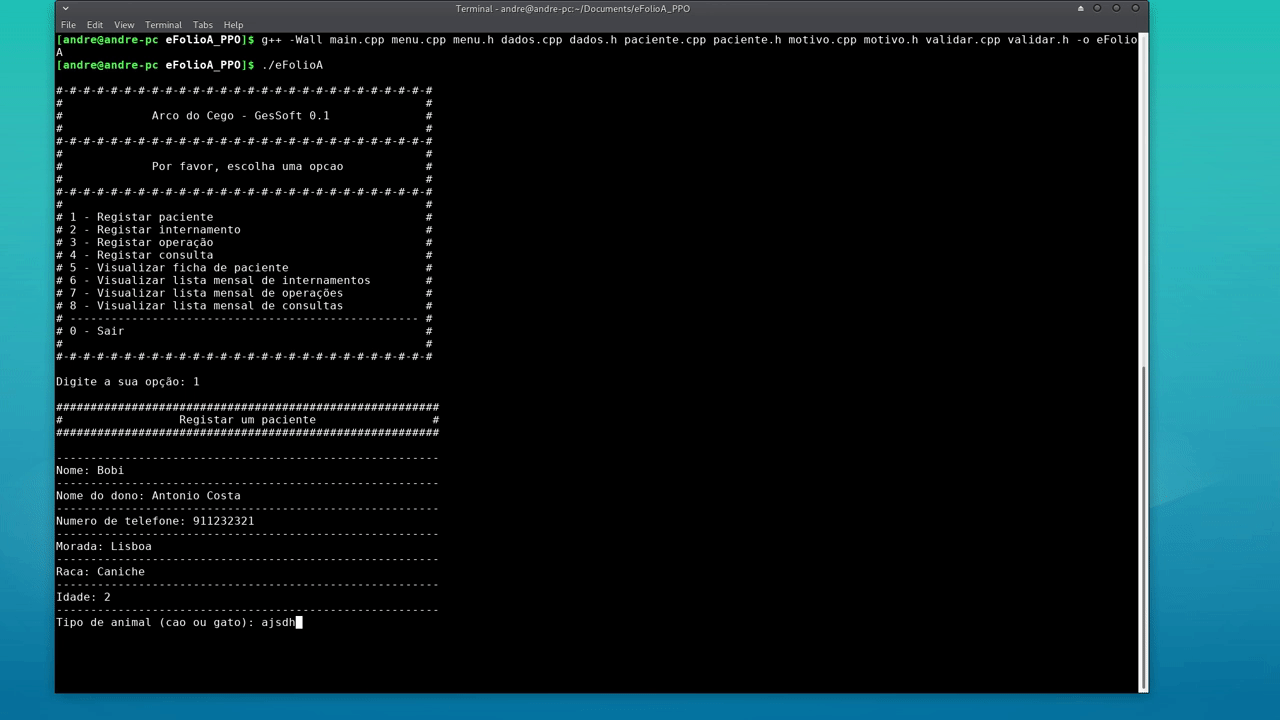 Terminal - andre@andre-pc:~/Documents/eFolioA_PPO
File Edit View Terminal Tabs Help
[andre@andre-pc eFolioA_PPO]$ g++ -Wall main.cpp menu.cpp menu.h dados.cpp dados.h paciente.cpp paciente.h motivo.cpp motivo.h validar.cpp validar.h -o eFolio
A
[andre@andre-pc eFolioA_PPO]$ ./eFolioA
#-#-#-#-#-#-#-#-#-#-#-#-#-#-#-#-#-#-#-#-#-#-#-#-#-#-#-#
# #
# Arco do Cego - GesSoft 0.1 #
# #
#-#-#-#-#-#-#-#-#-#-#-#-#-#-#-#-#-#-#-#-#-#-#-#-#-#-#-#
# #
# Por favor, escolha uma opcao #
# #
#-#-#-#-#-#-#-#-#-#-#-#-#-#-#-#-#-#-#-#-#-#-#-#-#-#-#-#
# #
# 1 - Registar paciente #
# 2 - Registar internamento #
# 3 - Registar operação #
# 4 - Registar consulta #
# 5 - Visualizar ficha de paciente #
# 6 - Visualizar lista mensal de internamentos #
# 7 - Visualizar lista mensal de operações #
# 8 - Visualizar lista mensal de consultas #
# --------------------------------------------------- #
# 0 - Sair #
# #
#-#-#-#-#-#-#-#-#-#-#-#-#-#-#-#-#-#-#-#-#-#-#-#-#-#-#-#
Digite a sua opção: 1
########################################################
# Registar um paciente #
########################################################
--------------------------------------------------------
Nome: Bobi
--------------------------------------------------------
Nome do dono: Antonio Costa
--------------------------------------------------------
Numero de telefone: 911232321
--------------------------------------------------------
Morada: Lisboa
--------------------------------------------------------
Raca: Caniche
--------------------------------------------------------
Idade: 2
--------------------------------------------------------
Tipo de animal (cao ou gato): ajsdh